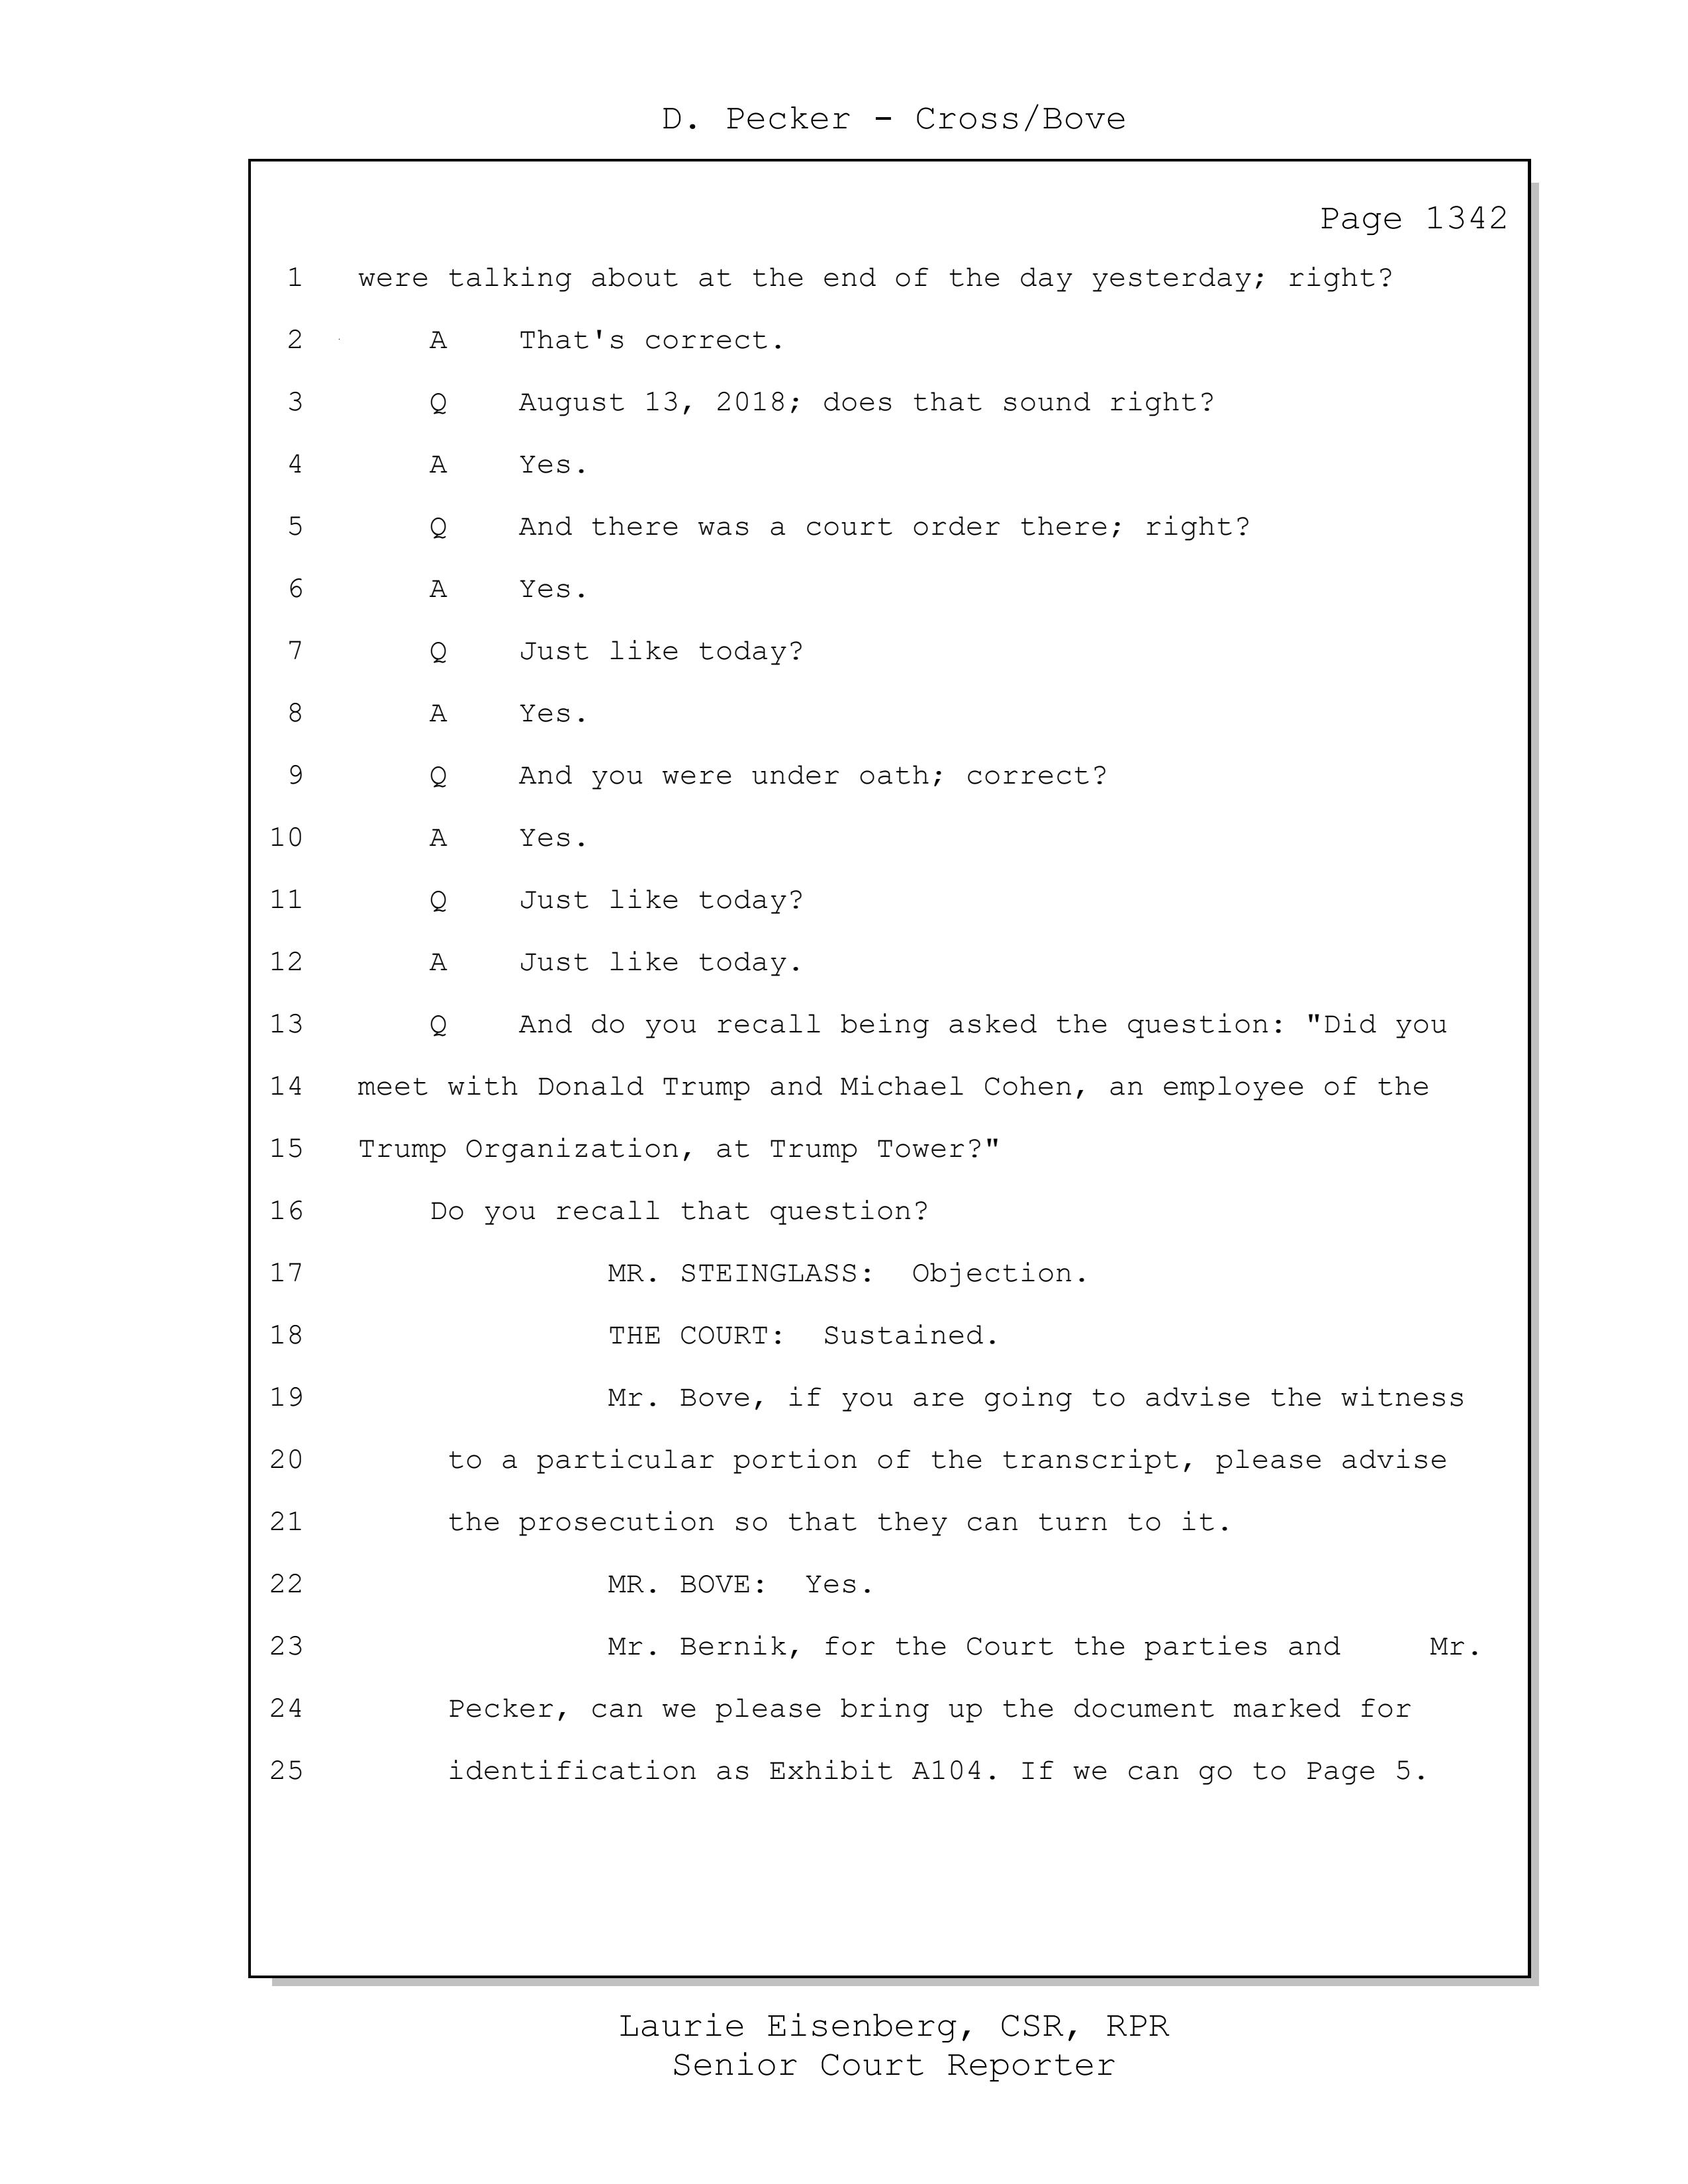 D. Pecker - Cross/Bove
Page 1342
1 were talking about at the end of the day yesterday; right?
2 A That's correct.
3 Q August 13, 2018; does that sound right?
4 A Yes.
5 Q And there was a court order there; right?
6 A Yes.
7 Q Just like today?
8 A Yes.
9 Q And you were under oath; correct?
10 A Yes.
11 Q Just like today?
12 A Just like today.
13 Q And do you recall being asked the question: "Did you
14 meet with Donald Trump and Michael Cohen, an employee of the
15 Trump Organization, at Trump Tower?"
16 Do you recall that question?
17 MR. STEINGLASS: Objection.
18 THE COURT: Sustained.
19 Mr. Bove, if you are going to advise the witness
20 to a particular portion of the transcript, please advise
21 the prosecution so that they can turn to it.
22 MR. BOVE: Yes.
23 Mr. Bernik, for the Court the parties and Mr.
24 Pecker, can we please bring up the document marked for
25 identification as Exhibit A104. If we can go to Page 5.
Laurie Eisenberg, CSR, RPR
Senior Court Reporter